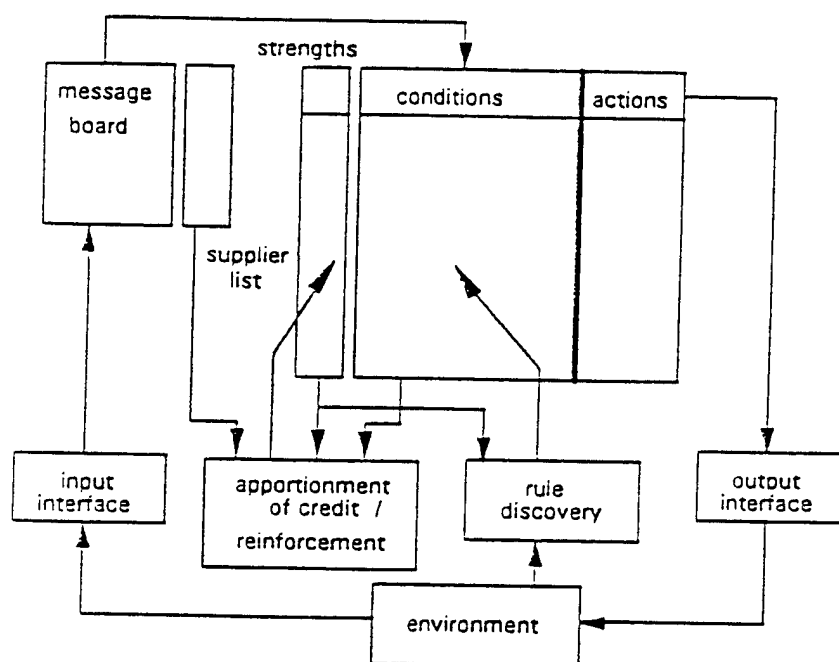 strengths
message
board
conditions
actions
supplier
list
input
interface
apportionment
of credit /
reinforcement
rule
discovery
output
interface
environment